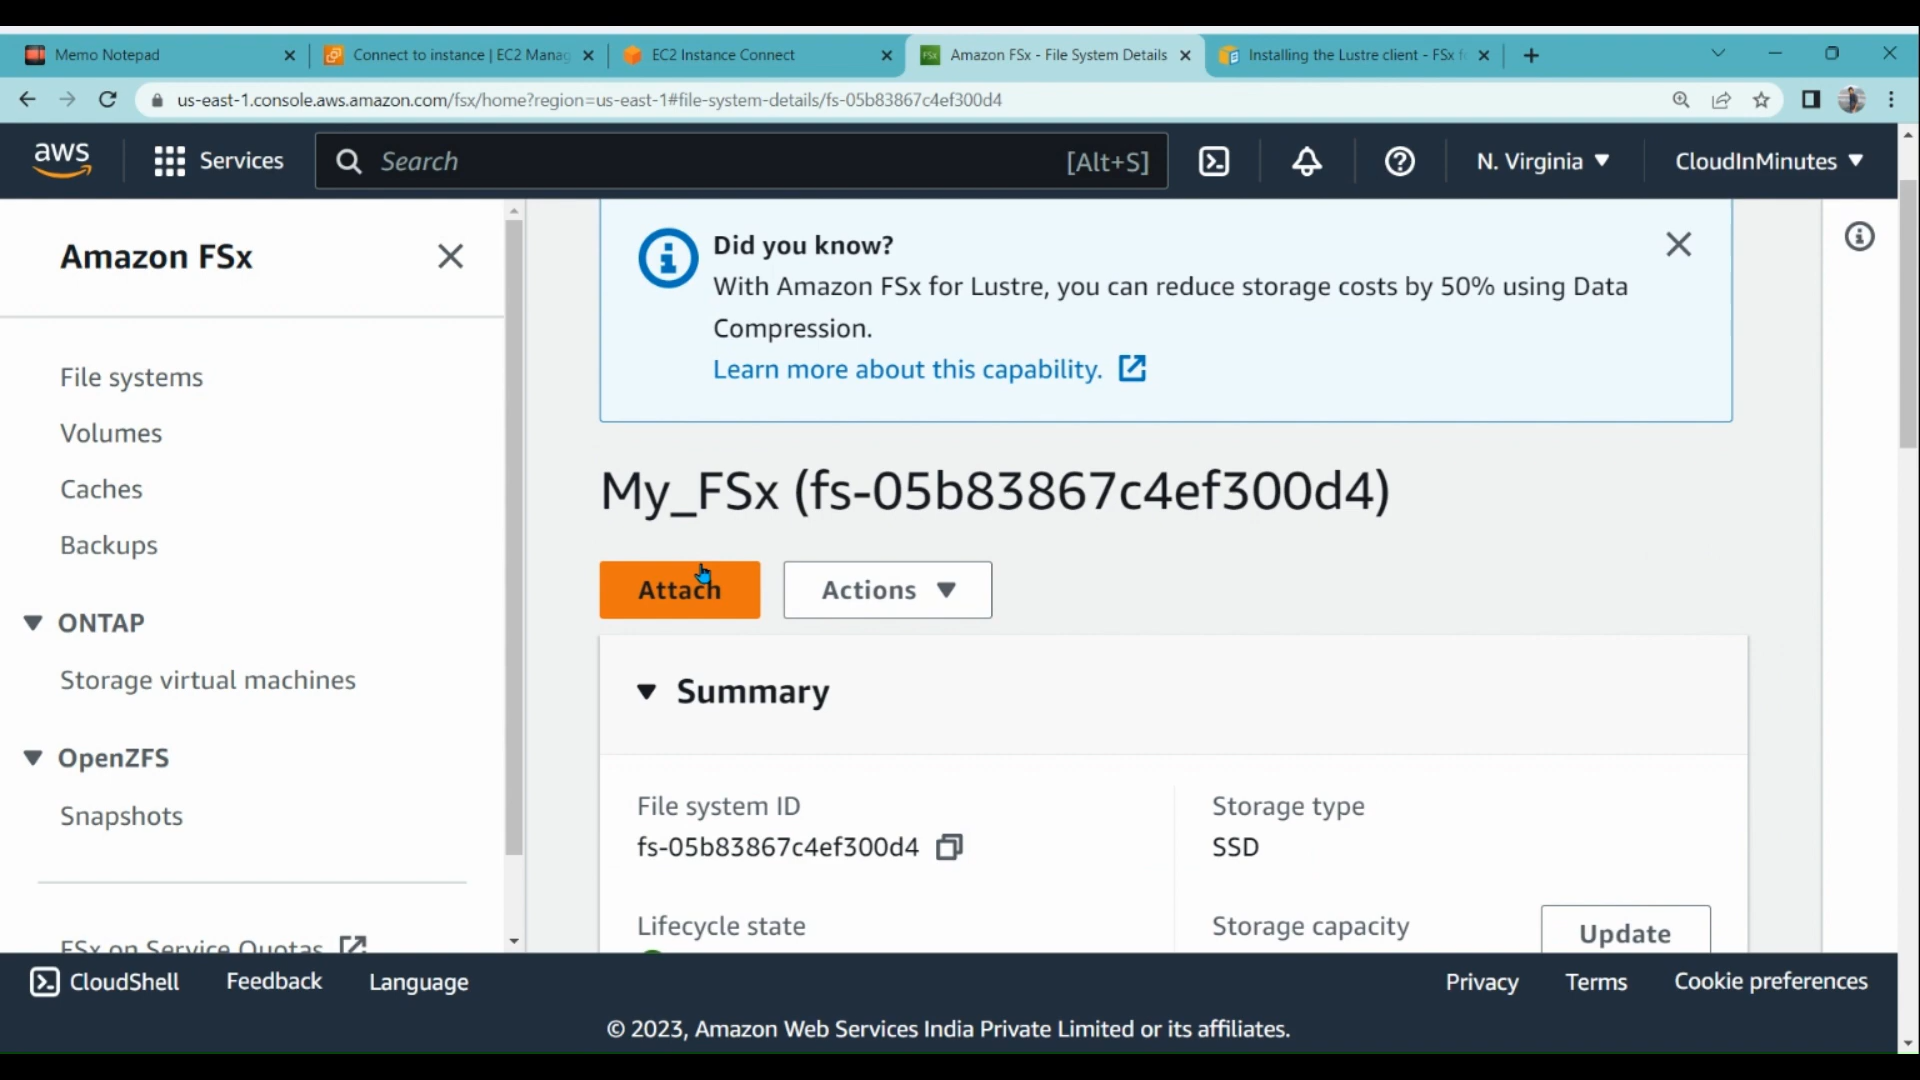 Memo Notepad
Connect to instance | EC2 Manag
EC2 Instance Connect
Amazon FSx - File System Details
Installing the Lustre client - FSx f
us-east-1.console.aws.amazon.com/fsx/home?region=us-east-1#file-system-details/fs-05b83867c4ef300d4
aws
Services
Search
[Alt+S]
N. Virginia
CloudInMinutes
Amazon FSx
File systems
Volumes
Caches
Backups
ONTAP
Storage virtual machines
OpenZFS
Snapshots
FSx on Service Quotas
Did you know?
With Amazon FSx for Lustre, you can reduce storage costs by 50% using Data
Compression.
Learn more about this capability.
My_FSx (fs-05b83867c4ef300d4)
Attach
Actions
Summary
File system ID
fs-05b83867c4ef300d4
Storage type
SSD
Lifecycle state
Storage capacity
Update
CloudShell
Feedback
Language
Privacy
Terms
Cookie preferences
© 2023, Amazon Web Services India Private Limited or its affiliates.